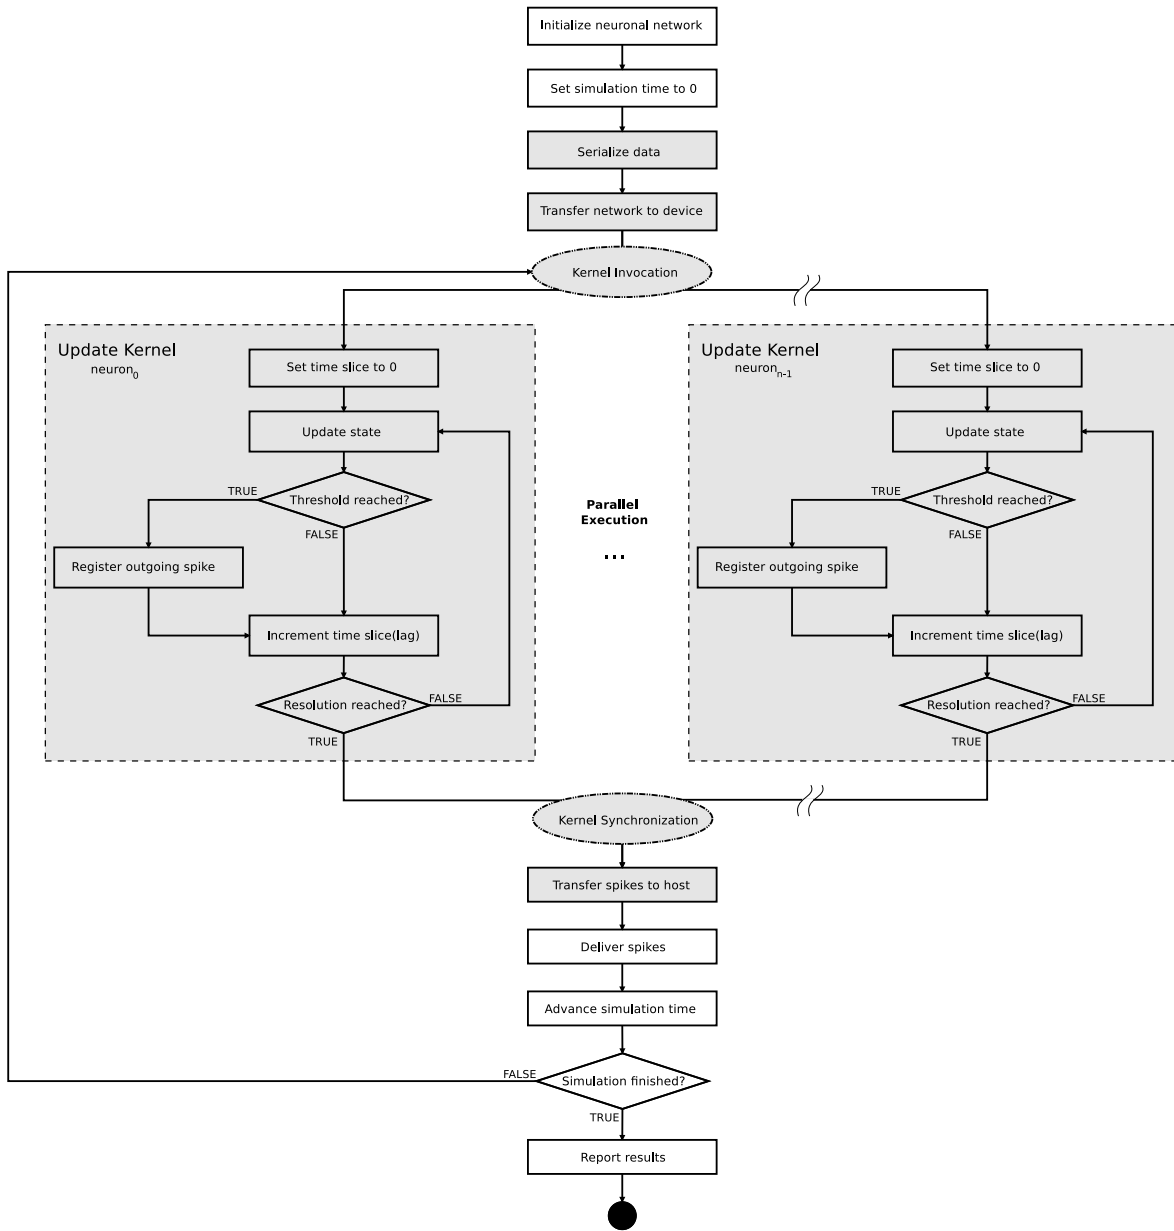 Initialize neuronal network
Set simulation time to 0
Serialize data
Transfer network to device
Kernel Invocation
Update Kernel
neuron0
Set time slice to 0
Update state
Threshold reached?
TRUE
FALSE
Register outgoing spike
Increment time slice(lag)
Resolution reached?
FALSE
TRUE
Parallel
Execution
...
Update Kernel
neuronn-1
Set time slice to 0
Update state
Threshold reached?
TRUE
FALSE
Register outgoing spike
Increment time slice(lag)
Resolution reached?
FALSE
TRUE
Kernel Synchronization
Transfer spikes to host
Deliver spikes
Advance simulation time
Simulation finished?
FALSE
TRUE
Report results